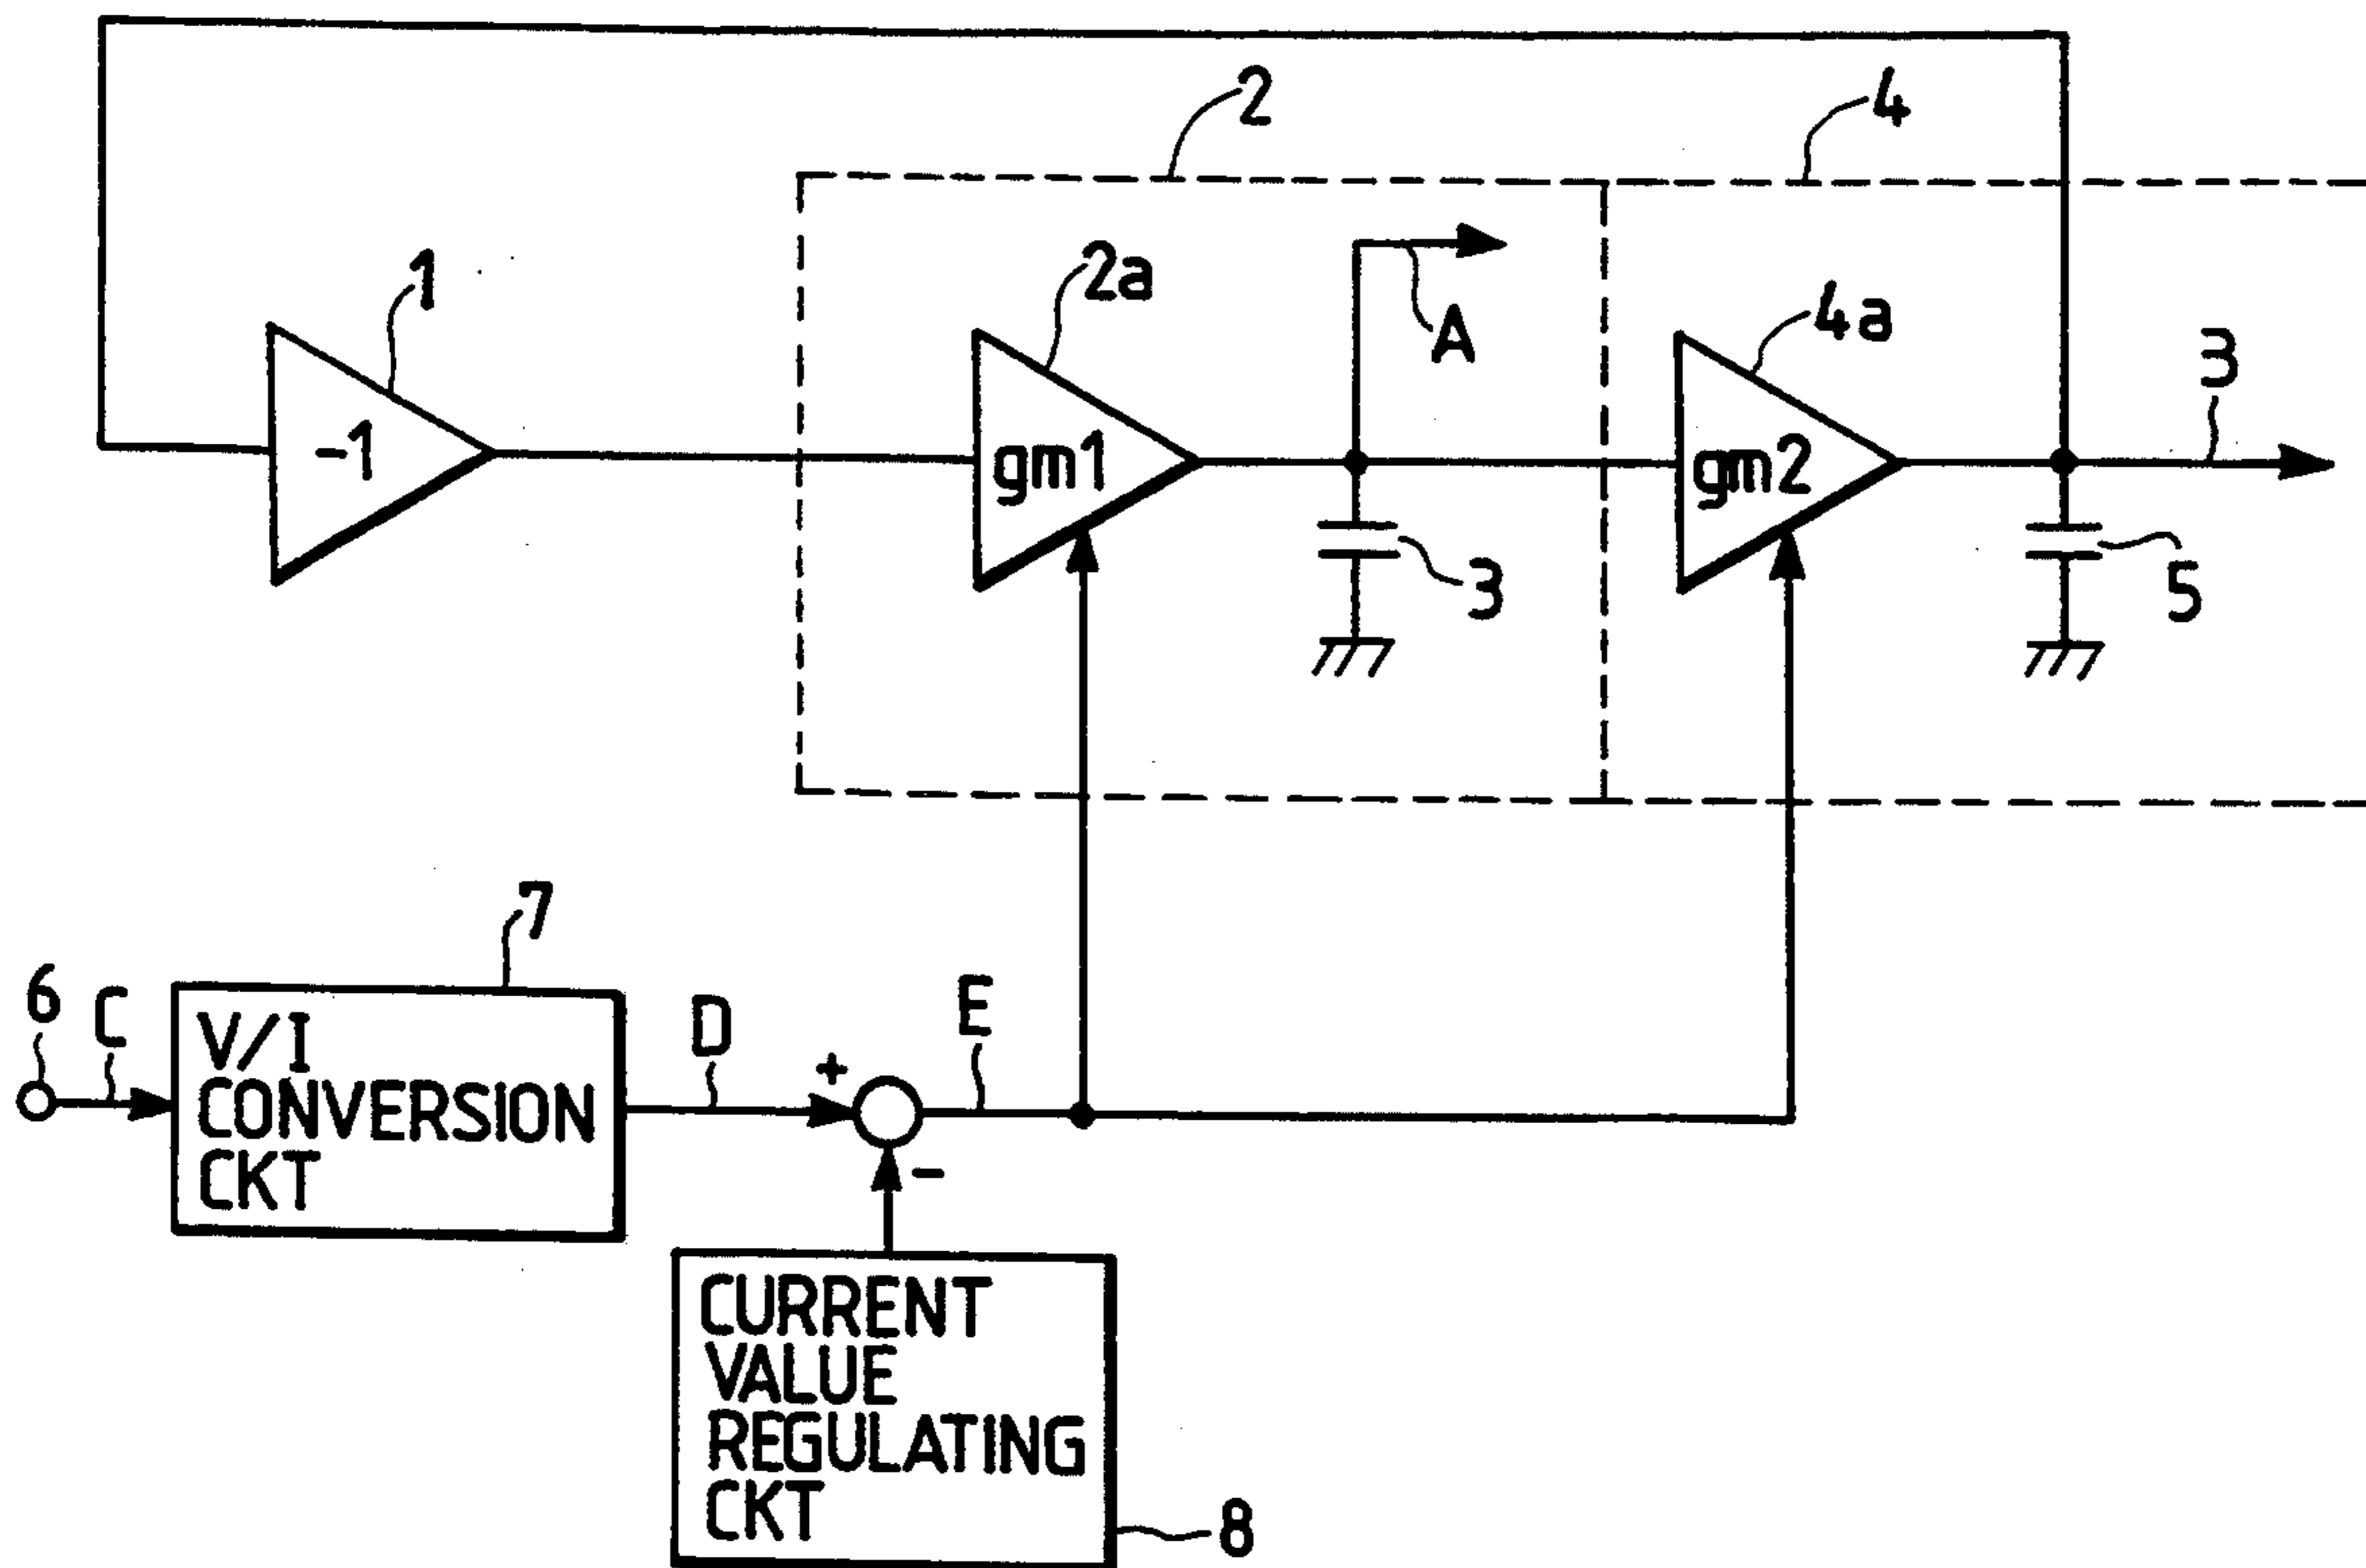 2
4
1
2a
A
4a
3
-1
gm1
gm2
3
5
7
6
C
D
E
V/I
CONVERSION
CKT
+
-
CURRENT
VALUE
REGULATING
CKT
8